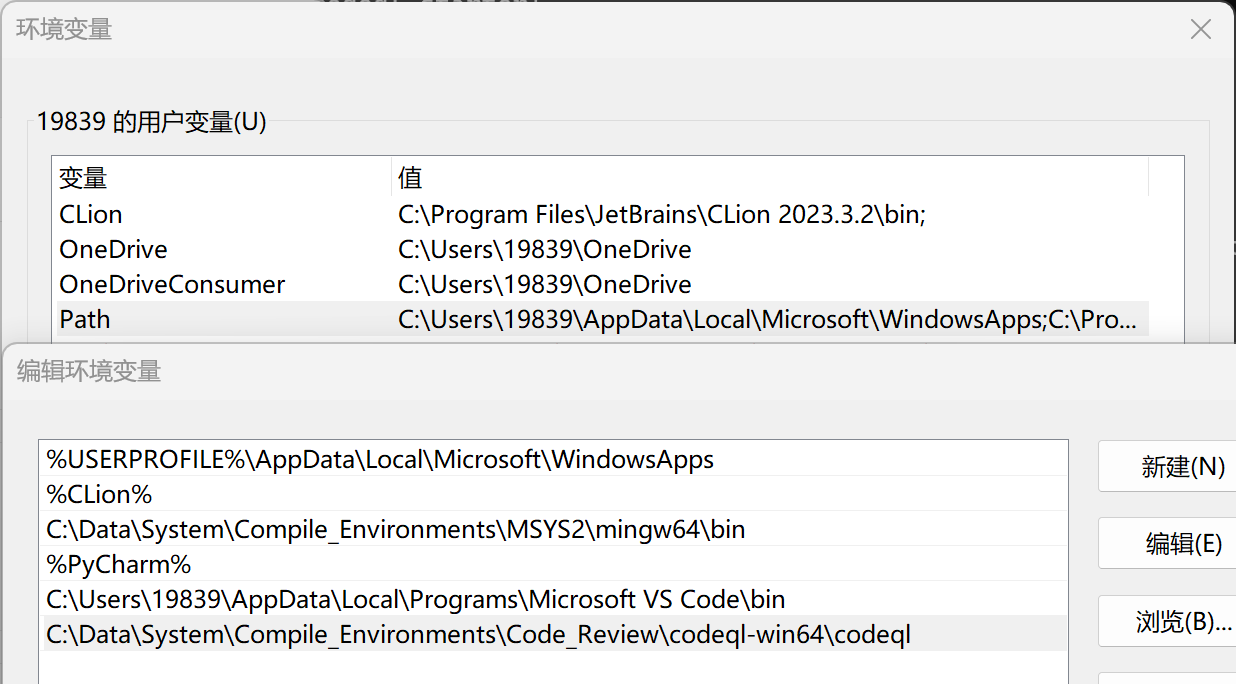 环境变量
19839 的用户变量(U)
变量 值
CLion C:\Program Files\JetBrains\CLion 2023.3.2\bin;
OneDrive C:\Users\19839\OneDrive
OneDriveConsumer C:\Users\19839\OneDrive
Path C:\Users\19839\AppData\Local\Microsoft\WindowsApps;C:\Pro...
编辑环境变量
%USERPROFILE%\AppData\Local\Microsoft\WindowsApps
%CLion%
C:\Data\System\Compile_Environments\MSYS2\mingw64\bin
%PyCharm%
C:\Users\19839\AppData\Local\Programs\Microsoft VS Code\bin
C:\Data\System\Compile_Environments\Code_Review\codeql-win64\codeql
新建(N)
编辑(E)
浏览(B)...